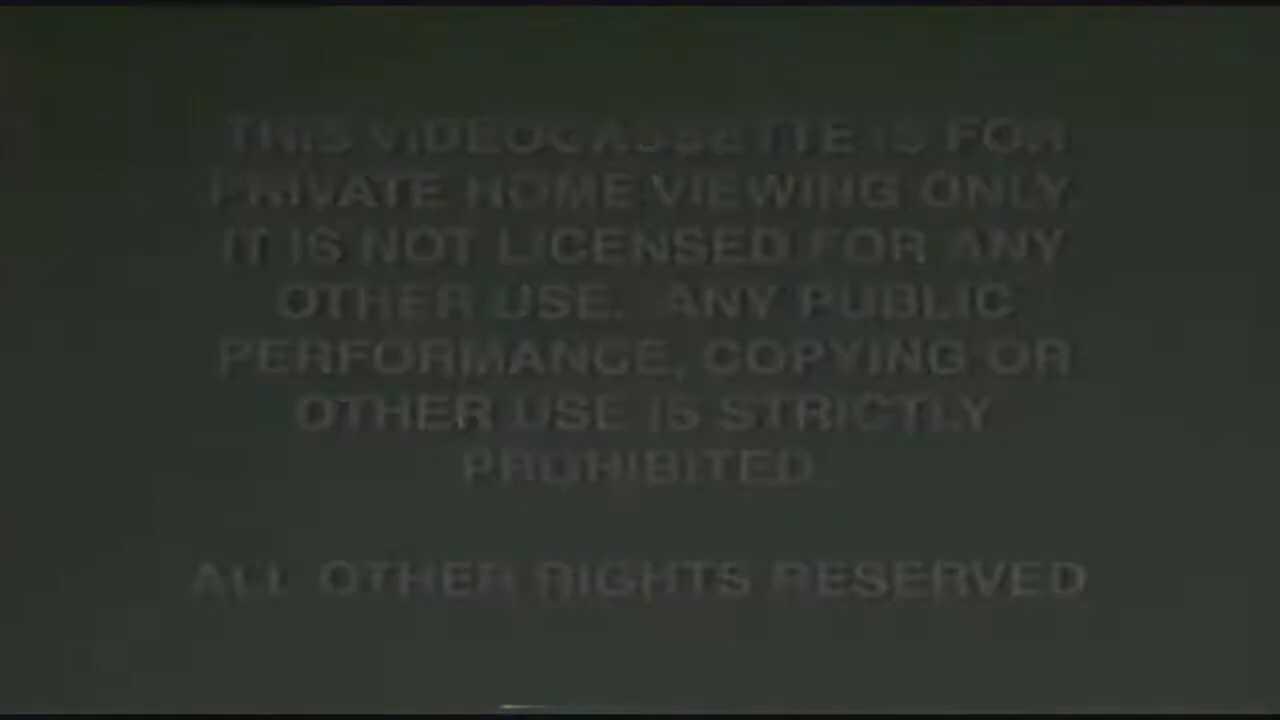 THIS VIDEOCASSETTE IS FOR
PRIVATE HOME VIEWING ONLY.
IT IS NOT LICENSED FOR ANY
OTHER USE. ANY PUBLIC
PERFORMANCE, COPYING OR
OTHER USE IS STRICTLY
PROHIBITED.
ALL OTHER RIGHTS RESERVED